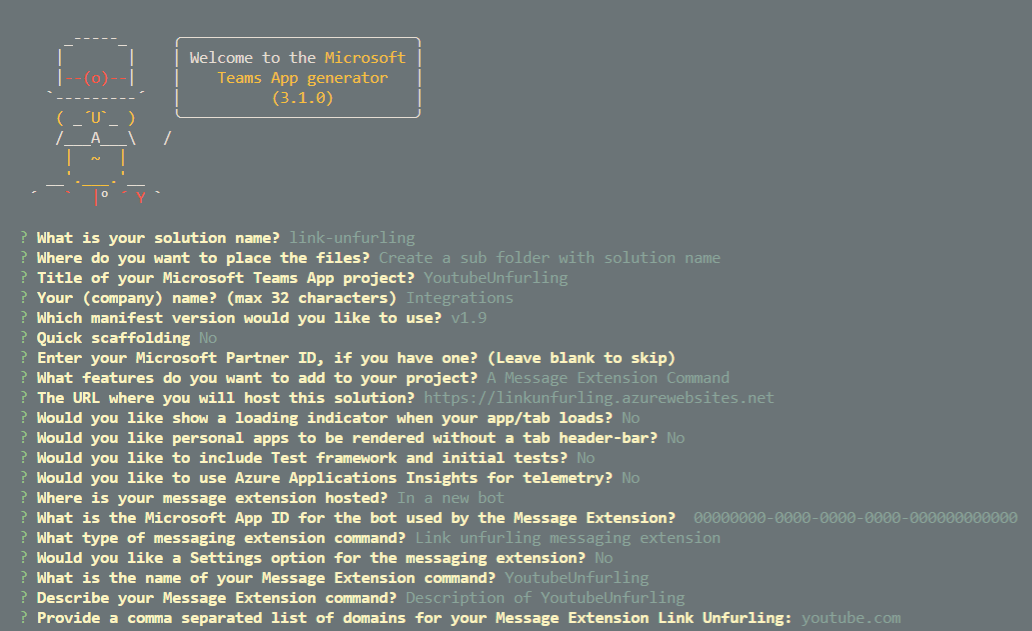 Welcome to the Microsoft
Teams App generator
(3.1.0)
? What is your solution name? link-unfurling
? Where do you want to place the files? Create a sub folder with solution name
? Title of your Microsoft Teams App project? YoutubeUnfurling
? Your (company) name? (max 32 characters) Integrations
? Which manifest version would you like to use? v1.9
? Quick scaffolding No
? Enter your Microsoft Partner ID, if you have one? (Leave blank to skip)
? What features do you want to add to your project? A Message Extension Command
? The URL where you will host this solution? https://linkunfurling.azurewebsites.net
? Would you like show a loading indicator when your app/tab loads? No
? Would you like personal apps to be rendered without a tab header-bar? No
? Would you like to include Test framework and initial tests? No
? Would you like to use Azure Applications Insights for telemetry? No
? Where is your message extension hosted? In a new bot
? What is the Microsoft App ID for the bot used by the Message Extension? 00000000-0000-0000-0000-000000000000
? What type of messaging extension command? Link unfurling messaging extension
? Would you like a Settings option for the messaging extension? No
? What is the name of your Message Extension command? YoutubeUnfurling
? Describe your Message Extension command? Description of YoutubeUnfurling
? Provide a comma separated list of domains for your Message Extension Link Unfurling: youtube.com